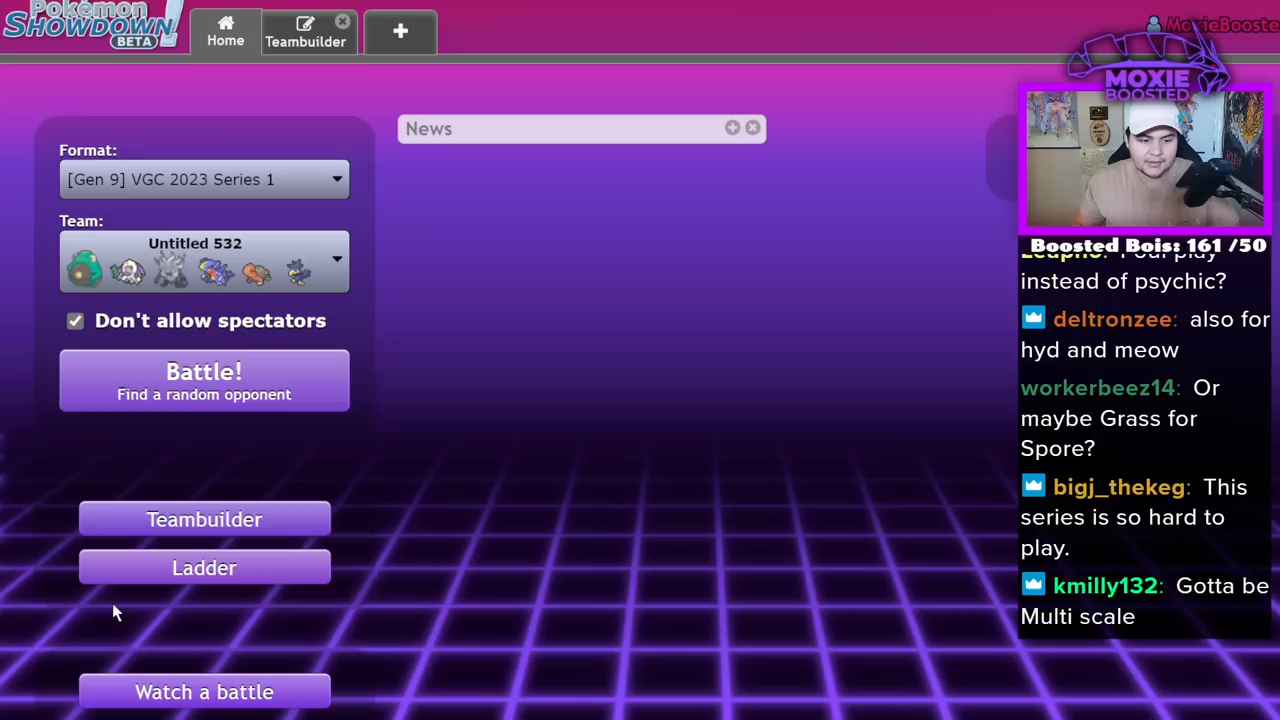 Pokémon
SHOWDOWN!
BETA
Home
Teambuilder
MoxieBooste
MOXIE
BOOSTED
Format:
[Gen 9] VGC 2023 Series 1
Team:
Untitled 532
Don't allow spectators
Battle!
Find a random opponent
Teambuilder
Ladder
Watch a battle
News
Boosted Bois: 161 /50
instead of psychic?
deltronzee: also for
hyd and meow
workerbeez14: Or
maybe Grass for
Spore?
bigj_thekeg: This
series is so hard to
play.
kmilly132: Gotta be
Multi scale